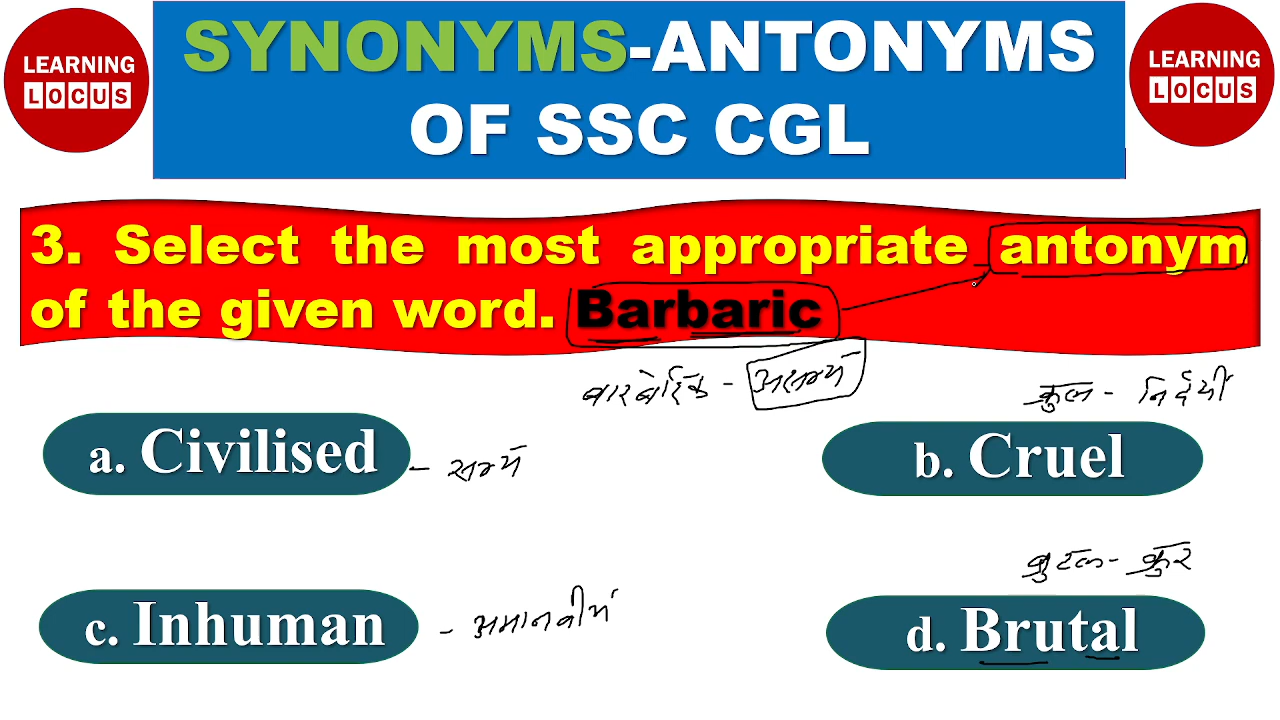 LEARNING
LOCUS
SYNONYMS-ANTONYMS
OF SSC CGL
LEARNING
LOCUS
3. Select the most appropriate antonym
of the given word. Barbaric
बारबेरिक - असभ्य
क्रुल - निर्दयी
a. Civilised - सभ्य
b. Cruel
ब्रुटल - क्रुर
c. Inhuman - अमानवीय
d. Brutal